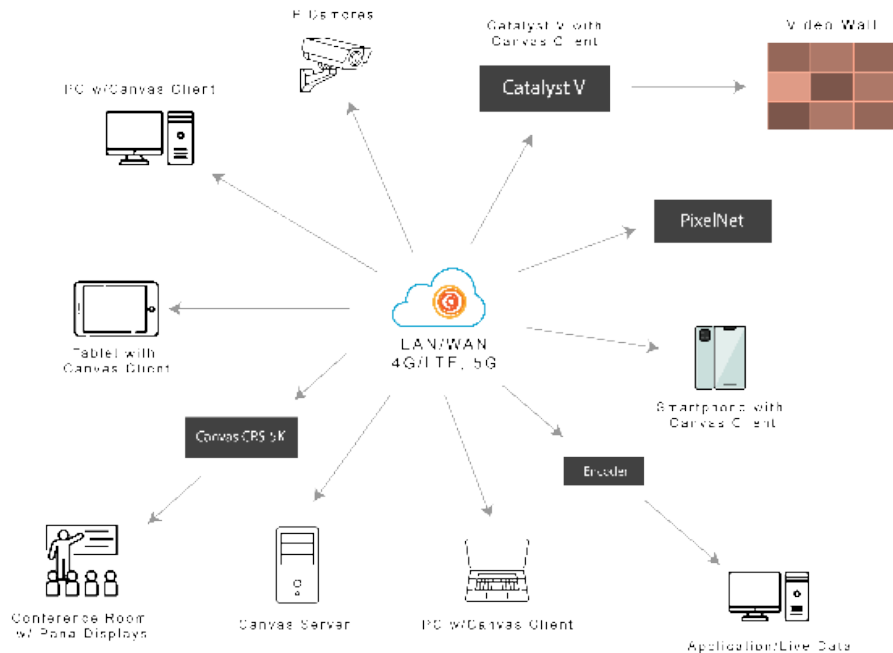 IP Cameras
Catalyst V with
Canvas Client
Video Wall
PC w/Canvas Client
Catalyst V
PixelNet
LAN/WAN
4G/LTE, 5G
Tablet with
Canvas Client
Smartphone with
Canvas Client
Canvas CRS 5K
Encoder
Conference Room
w/ Pana Displays
Canvas Server
PC w/Canvas Client
Application/Live Data